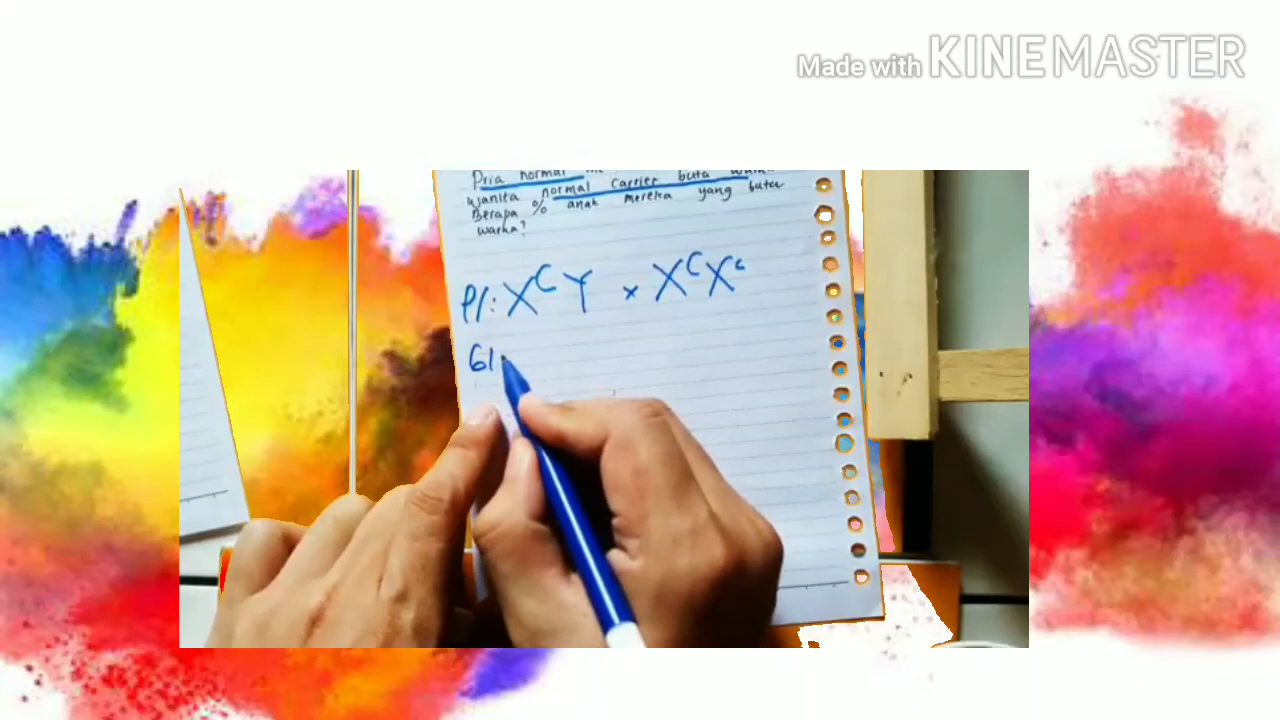 Made with KINEMASTER
Pria normal
wanita normal carrier buta
Berapa % anak mereka yang buta
warna?
P1: X^C Y x X^C X^c
G1